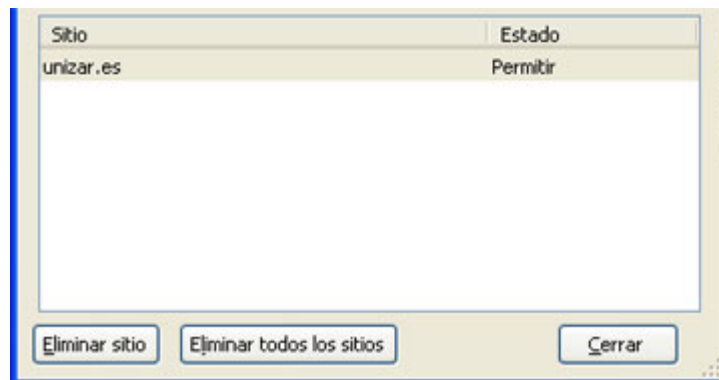 Sitio Estado
unizar.es Permitir
Eliminar sitio Eliminar todos los sitios Cerrar